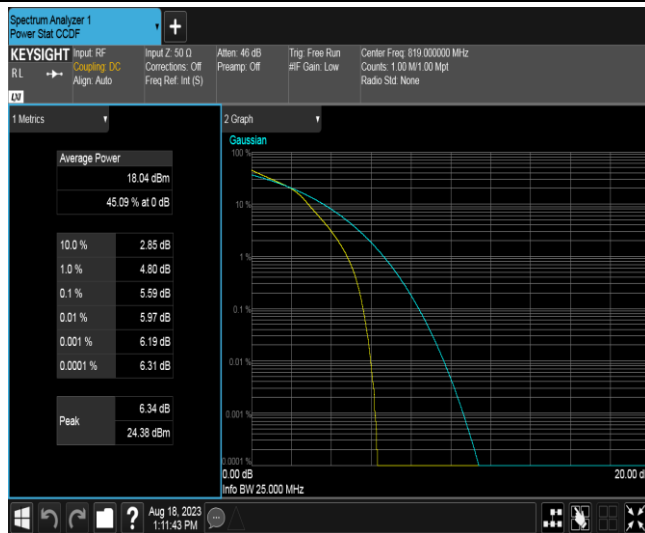 Spectrum Analyzer 1
Power Stat CCDF
+
KEYSIGHT
RL
Input: RF
Coupling: DC
Align: Auto
Input Z: 50 Ω
Corrections: Off
Freq Ref: Int (S)
Atten: 46 dB
Preamp: Off
Trig: Free Run
#IF Gain: Low
Center Freq: 819.000000 MHz
Counts: 1.00 M/1.00 Mpt
Radio Std: None
1 Metrics
Average Power
18.04 dBm
45.09 % at 0 dB
10.0 % 2.85 dB
1.0 % 4.80 dB
0.1 % 5.59 dB
0.01 % 5.97 dB
0.001 % 6.19 dB
0.0001 % 6.31 dB
Peak
6.34 dB
24.38 dBm
2 Graph
Gaussian
100 %
10 %
1 %
0.1 %
0.01 %
0.001 %
0.0001 %
0.00 dB
20.00 d
Info BW 25.000 MHz
?
Aug 18, 2023
1:11:43 PM